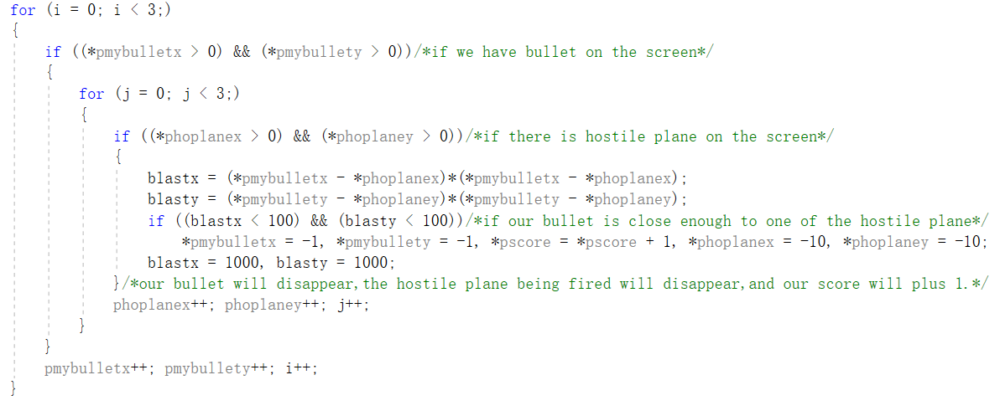 for (i = 0; i < 3;)
{
if ((*pmybulletx > 0) && (*pmybullety > 0))/*if we have bullet on the screen*/
{
for (j = 0; j < 3;)
{
if ((*phoplanex > 0) && (*phoplaney > 0))/*if there is hostile plane on the screen*/
{
blastx = (*pmybulletx - *phoplanex)*(*pmybulletx - *phoplanex);
blasty = (*pmybullety - *phoplaney)*(*pmybullety - *phoplaney);
if ((blastx < 100) && (blasty < 100))/*if our bullet is close enough to one of the hostile plane*/
*pmybulletx = -1, *pmybullety = -1, *pscore = *pscore + 1, *phoplanex = -10, *phoplaney = -10;
blastx = 1000, blasty = 1000;
}/*our bullet will disappear,the hostile plane being fired will disappear,and our score will plus 1.*/
phoplanex++; phoplaney++; j++;
}
}
pmybulletx++; pmybullety++; i++;
}